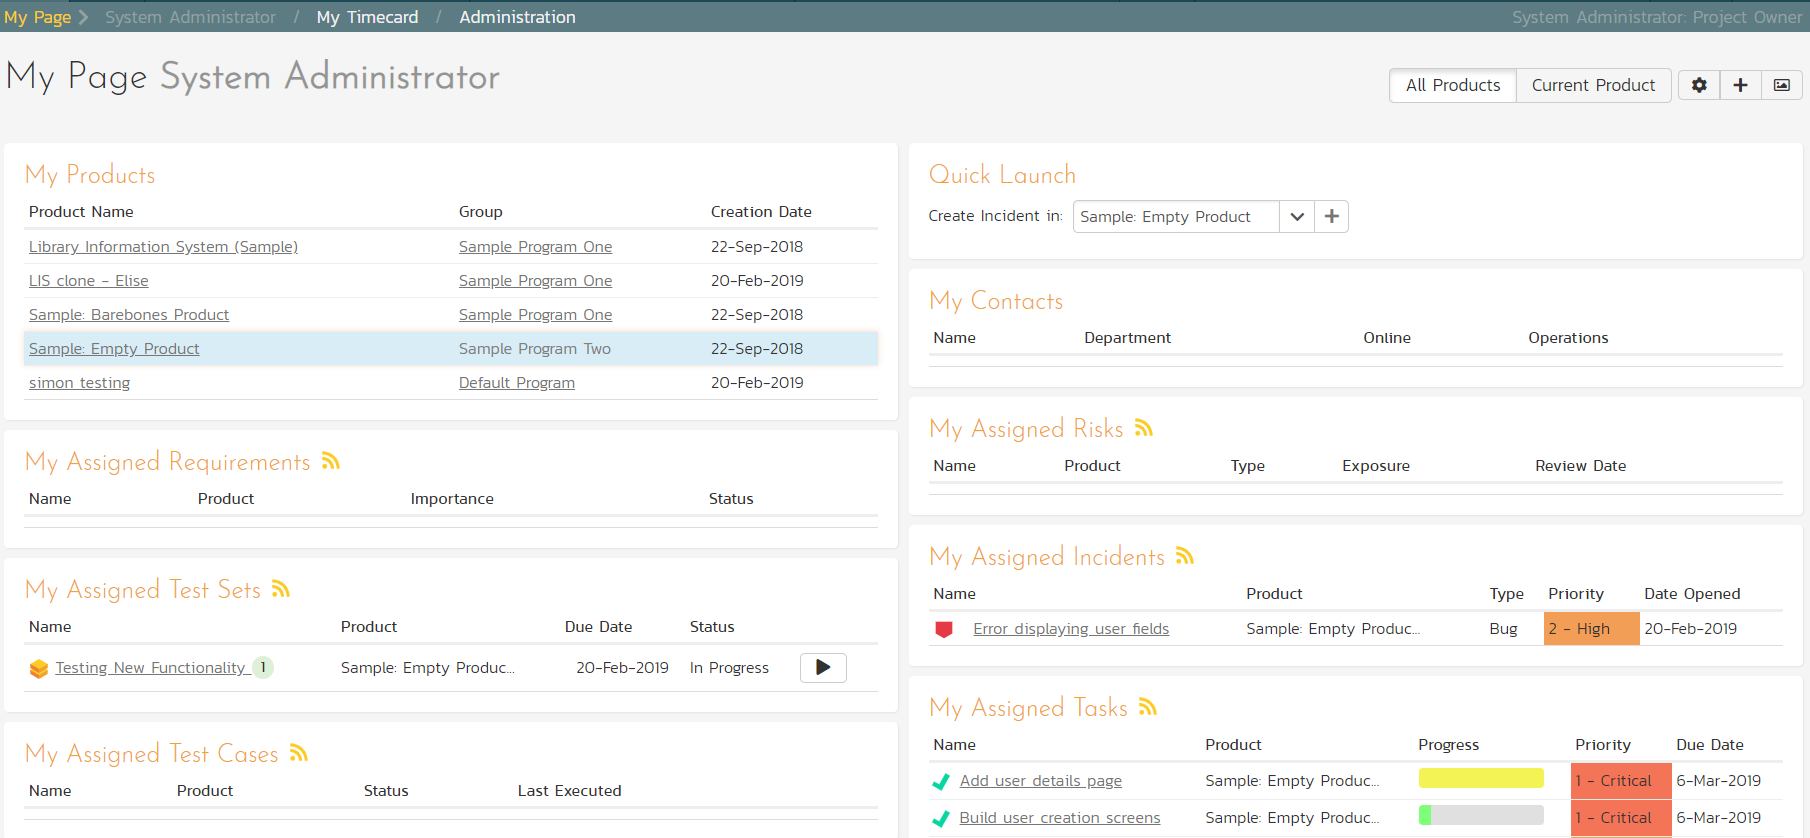 My Page System Administrator / My Timecard / Administration System Administrator: Project Owner
My Page System Administrator
All Products Current Product
My Products
Product Name Group Creation Date
Library Information System (Sample) Sample Program One 22-Sep-2018
LIS clone - Elise Sample Program One 20-Feb-2019
Sample: Barebones Product Sample Program One 22-Sep-2018
Sample: Empty Product Sample Program Two 22-Sep-2018
simon testing Default Program 20-Feb-2019
My Assigned Requirements
Name Product Importance Status
My Assigned Test Sets
Name Product Due Date Status
Testing New Functionality 1 Sample: Empty Produc... 20-Feb-2019 In Progress
My Assigned Test Cases
Name Product Status Last Executed
Quick Launch
Create Incident in: Sample: Empty Product
My Contacts
Name Department Online Operations
My Assigned Risks
Name Product Type Exposure Review Date
My Assigned Incidents
Name Product Type Priority Date Opened
Error displaying user fields Sample: Empty Produc... Bug 2 - High 20-Feb-2019
My Assigned Tasks
Name Product Progress Priority Due Date
Add user details page Sample: Empty Produc... 1 - Critical 6-Mar-2019
Build user creation screens Sample: Empty Produc... 1 - Critical 6-Mar-2019